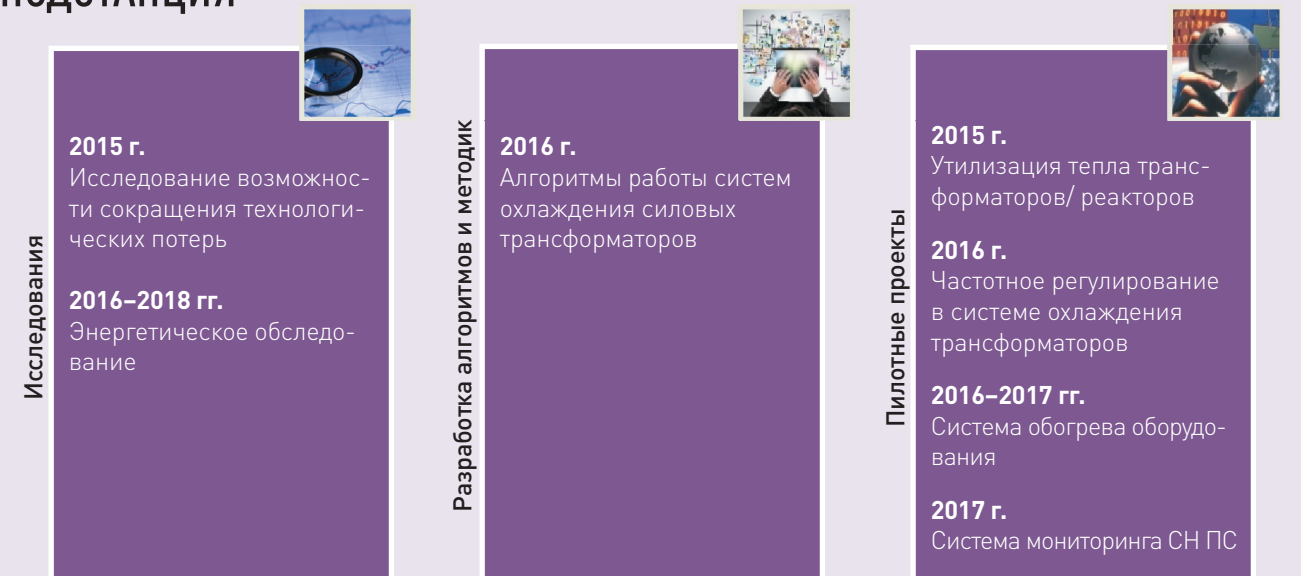 ПОДСТАНЦИЯ
Исследования
2015 г.
Исследование возможнос-
ти сокращения технологи-
ческих потерь
2016–2018 гг.
Энергетическое обследо-
вание
Разработка алгоритмов и методик
2016 г.
Алгоритмы работы систем
охлаждения силовых
трансформаторов
Пилотные проекты
2015 г.
Утилизация тепла транс-
форматоров/ реакторов
2016 г.
Частотное регулирование
в системе охлаждения
трансформаторов
2016–2017 гг.
Система обогрева оборудо-
вания
2017 г.
Система мониторинга СН ПС